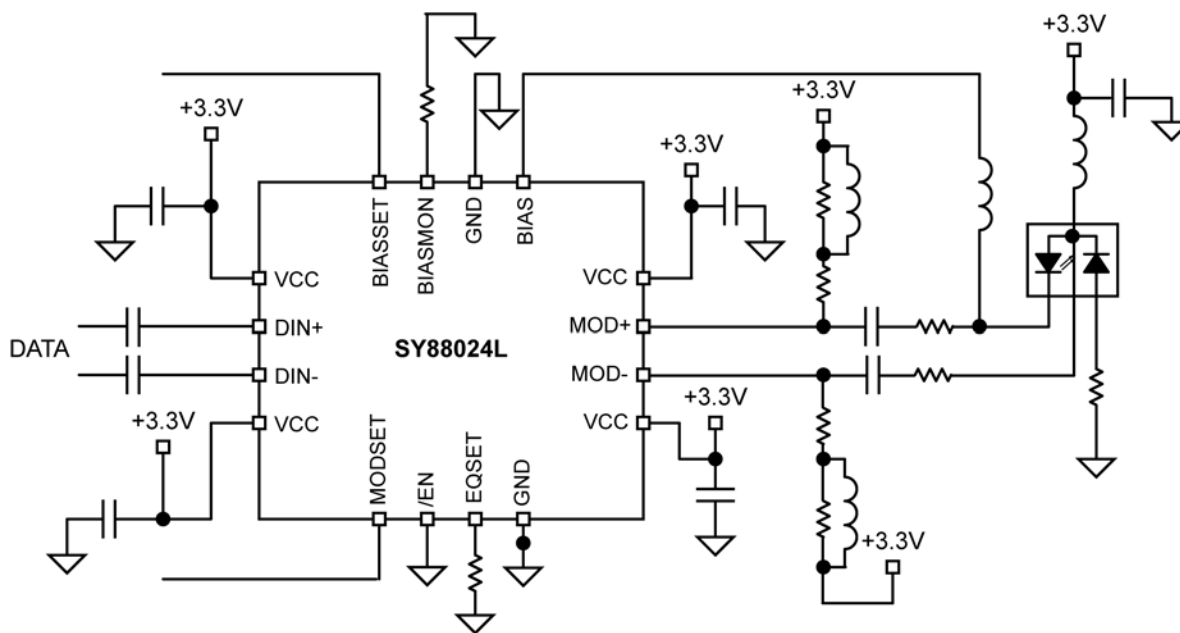 +3.3V
+3.3V
+3.3V
+3.3V
BIASSET
BIASMON
GND
BIAS
VCC
VCC
DIN+
MOD+
DATA
SY88024L
DIN-
MOD-
+3.3V
+3.3V
VCC
VCC
MODSET
/EN
EQSET
GND
+3.3V